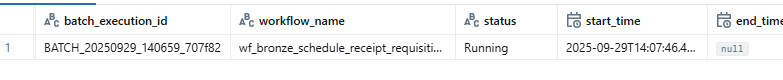 batch_execution_id workflow_name status start_time end_time
1 BATCH_20250929_140659_707f82 wf_bronze_schedule_receipt_requisiti... Running 2025-09-29T14:07:46.4... null